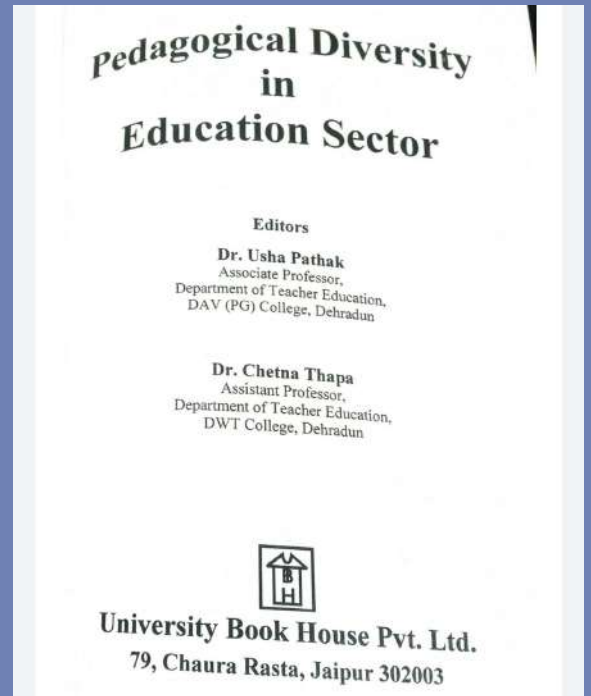 Pedagogical Diversity
in
Education Sector
Editors
Dr. Usha Pathak
Associate Professor,
Department of Teacher Education,
DAV (PG) College, Dehradun
Dr. Chetna Thapa
Assistant Professor,
Department of Teacher Education,
DWT College, Dehradun
U
B
H
University Book House Pvt. Ltd.
79, Chaura Rasta, Jaipur 302003